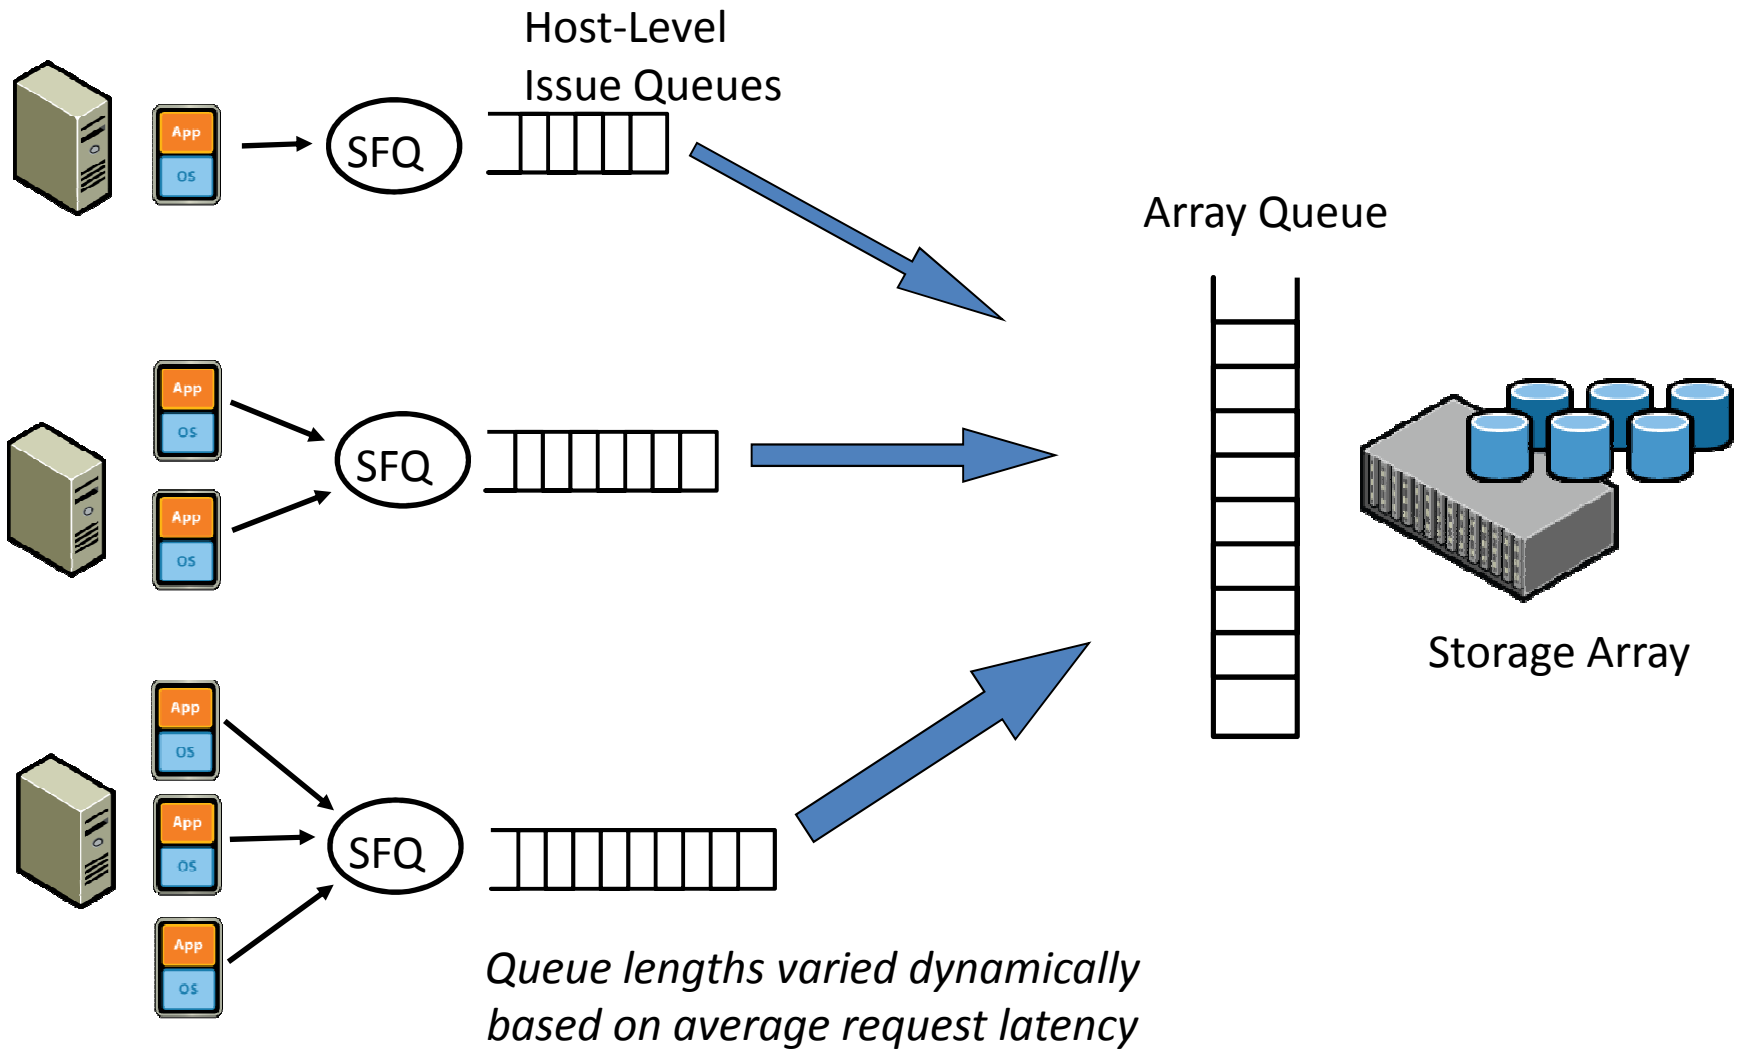 Host-Level
Issue Queues
App
OS
SFQ
Array Queue
App
OS
SFQ
App
OS
Storage Array
App
OS
App
OS
SFQ
App
OS
Queue lengths varied dynamically
based on average request latency